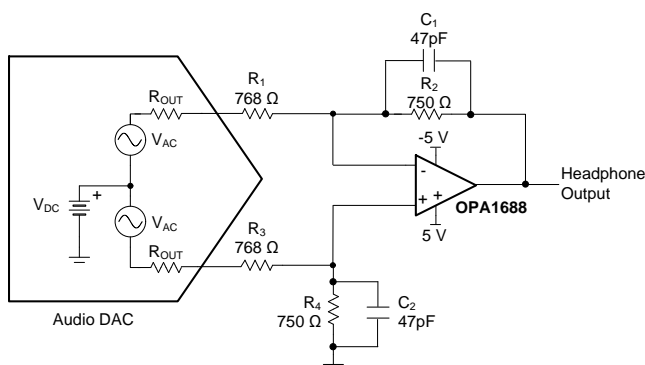 C1
47pF
R2
750 Ω
R1
768 Ω
ROUT
VAC
-5 V
-
+ +
OPA1688
5 V
Headphone
Output
VDC
+
VAC
ROUT
R3
768 Ω
R4
750 Ω
C2
47pF
Audio DAC